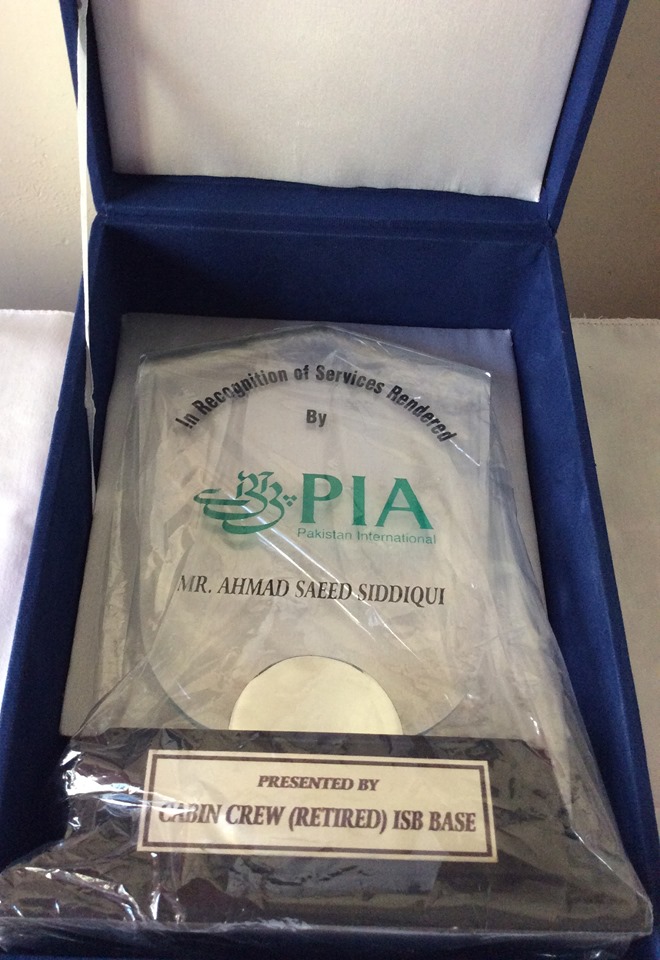 In Recognition of Services Rendered
By
PIA
Pakistan International
MR. AHMAD SAEED SIDDIQUI
PRESENTED BY
CABIN CREW (RETIRED) ISB BASE